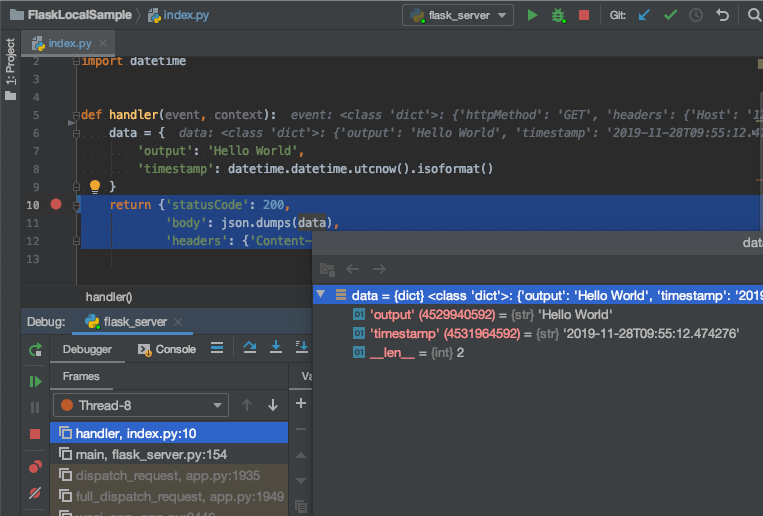 FlaskLocalSample index.py flask_server Git:
index.py
1: Project
2 import datetime
3
4
5 def handler(event, context): event: <class 'dict'>: {'httpMethod': 'GET', 'headers': {'Host':
6 data = { data: <class 'dict'>: {'output': 'Hello World', 'timestamp': '2019-11-28T09:55:12.47
7 'output': 'Hello World',
8 'timestamp': datetime.datetime.utcnow().isoformat()
9 }
10 return {'statusCode': 200,
11 'body': json.dumps(data),
12 'headers': {'Content-
13
data
handler()
data = {dict} <class 'dict'>: {'output': 'Hello World', 'timestamp': '2019
01 'output' (4529940592) = {str} 'Hello World'
01 'timestamp' (4531964592) = {str} '2019-11-28T09:55:12.474276'
01 __len__ = {int} 2
Debug: flask_server
Debugger Console
Frames Va
Thread-8
handler, index.py:10
main, flask_server.py:154
dispatch_request, app.py:1935
full_dispatch_request, app.py:1949